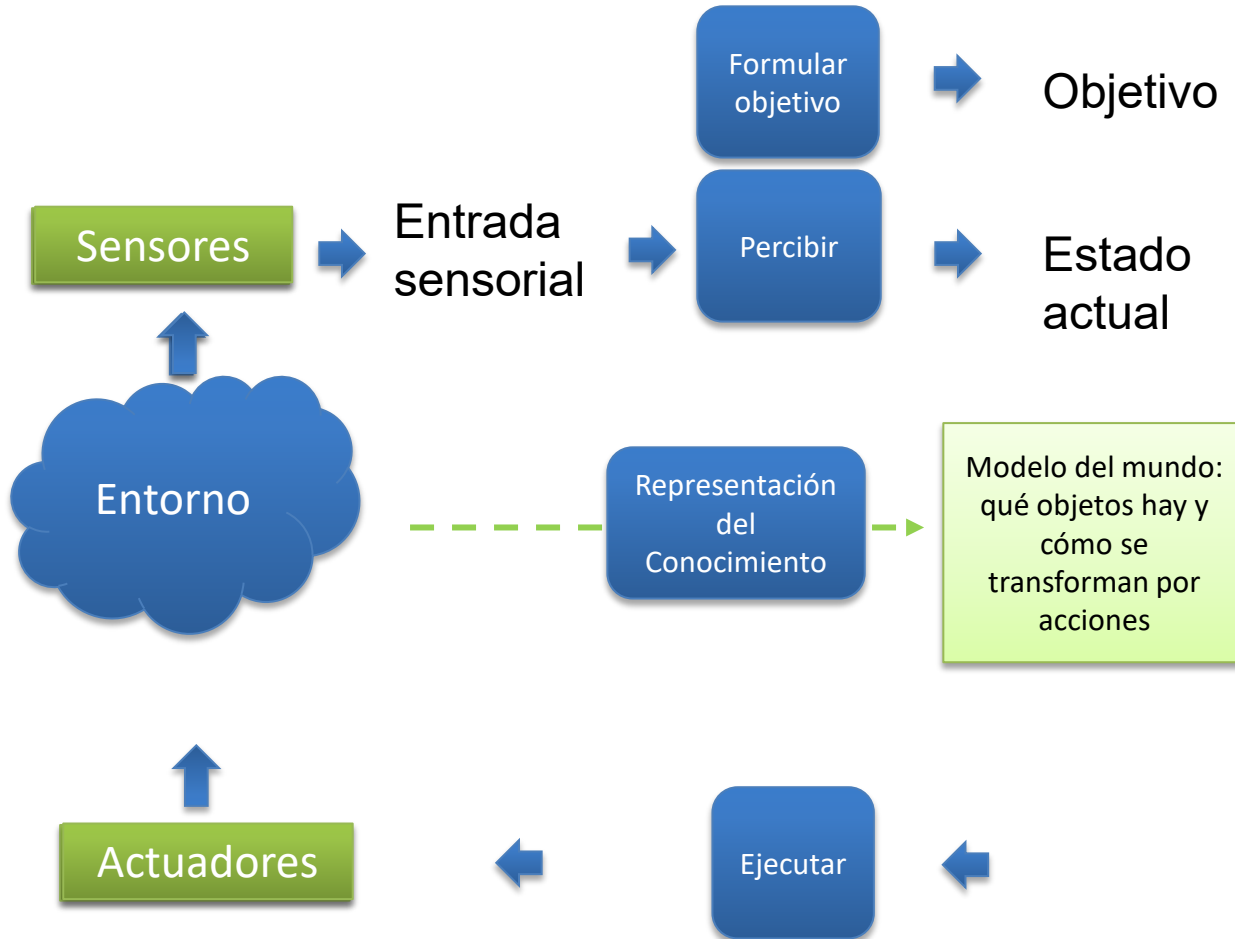 Formular
objetivo
Objetivo
Sensores
Entrada
sensorial
Percibir
Estado
actual
Entorno
Representación
del
Conocimiento
Modelo del mundo:
qué objetos hay y
cómo se
transforman por
acciones
Actuadores
Ejecutar